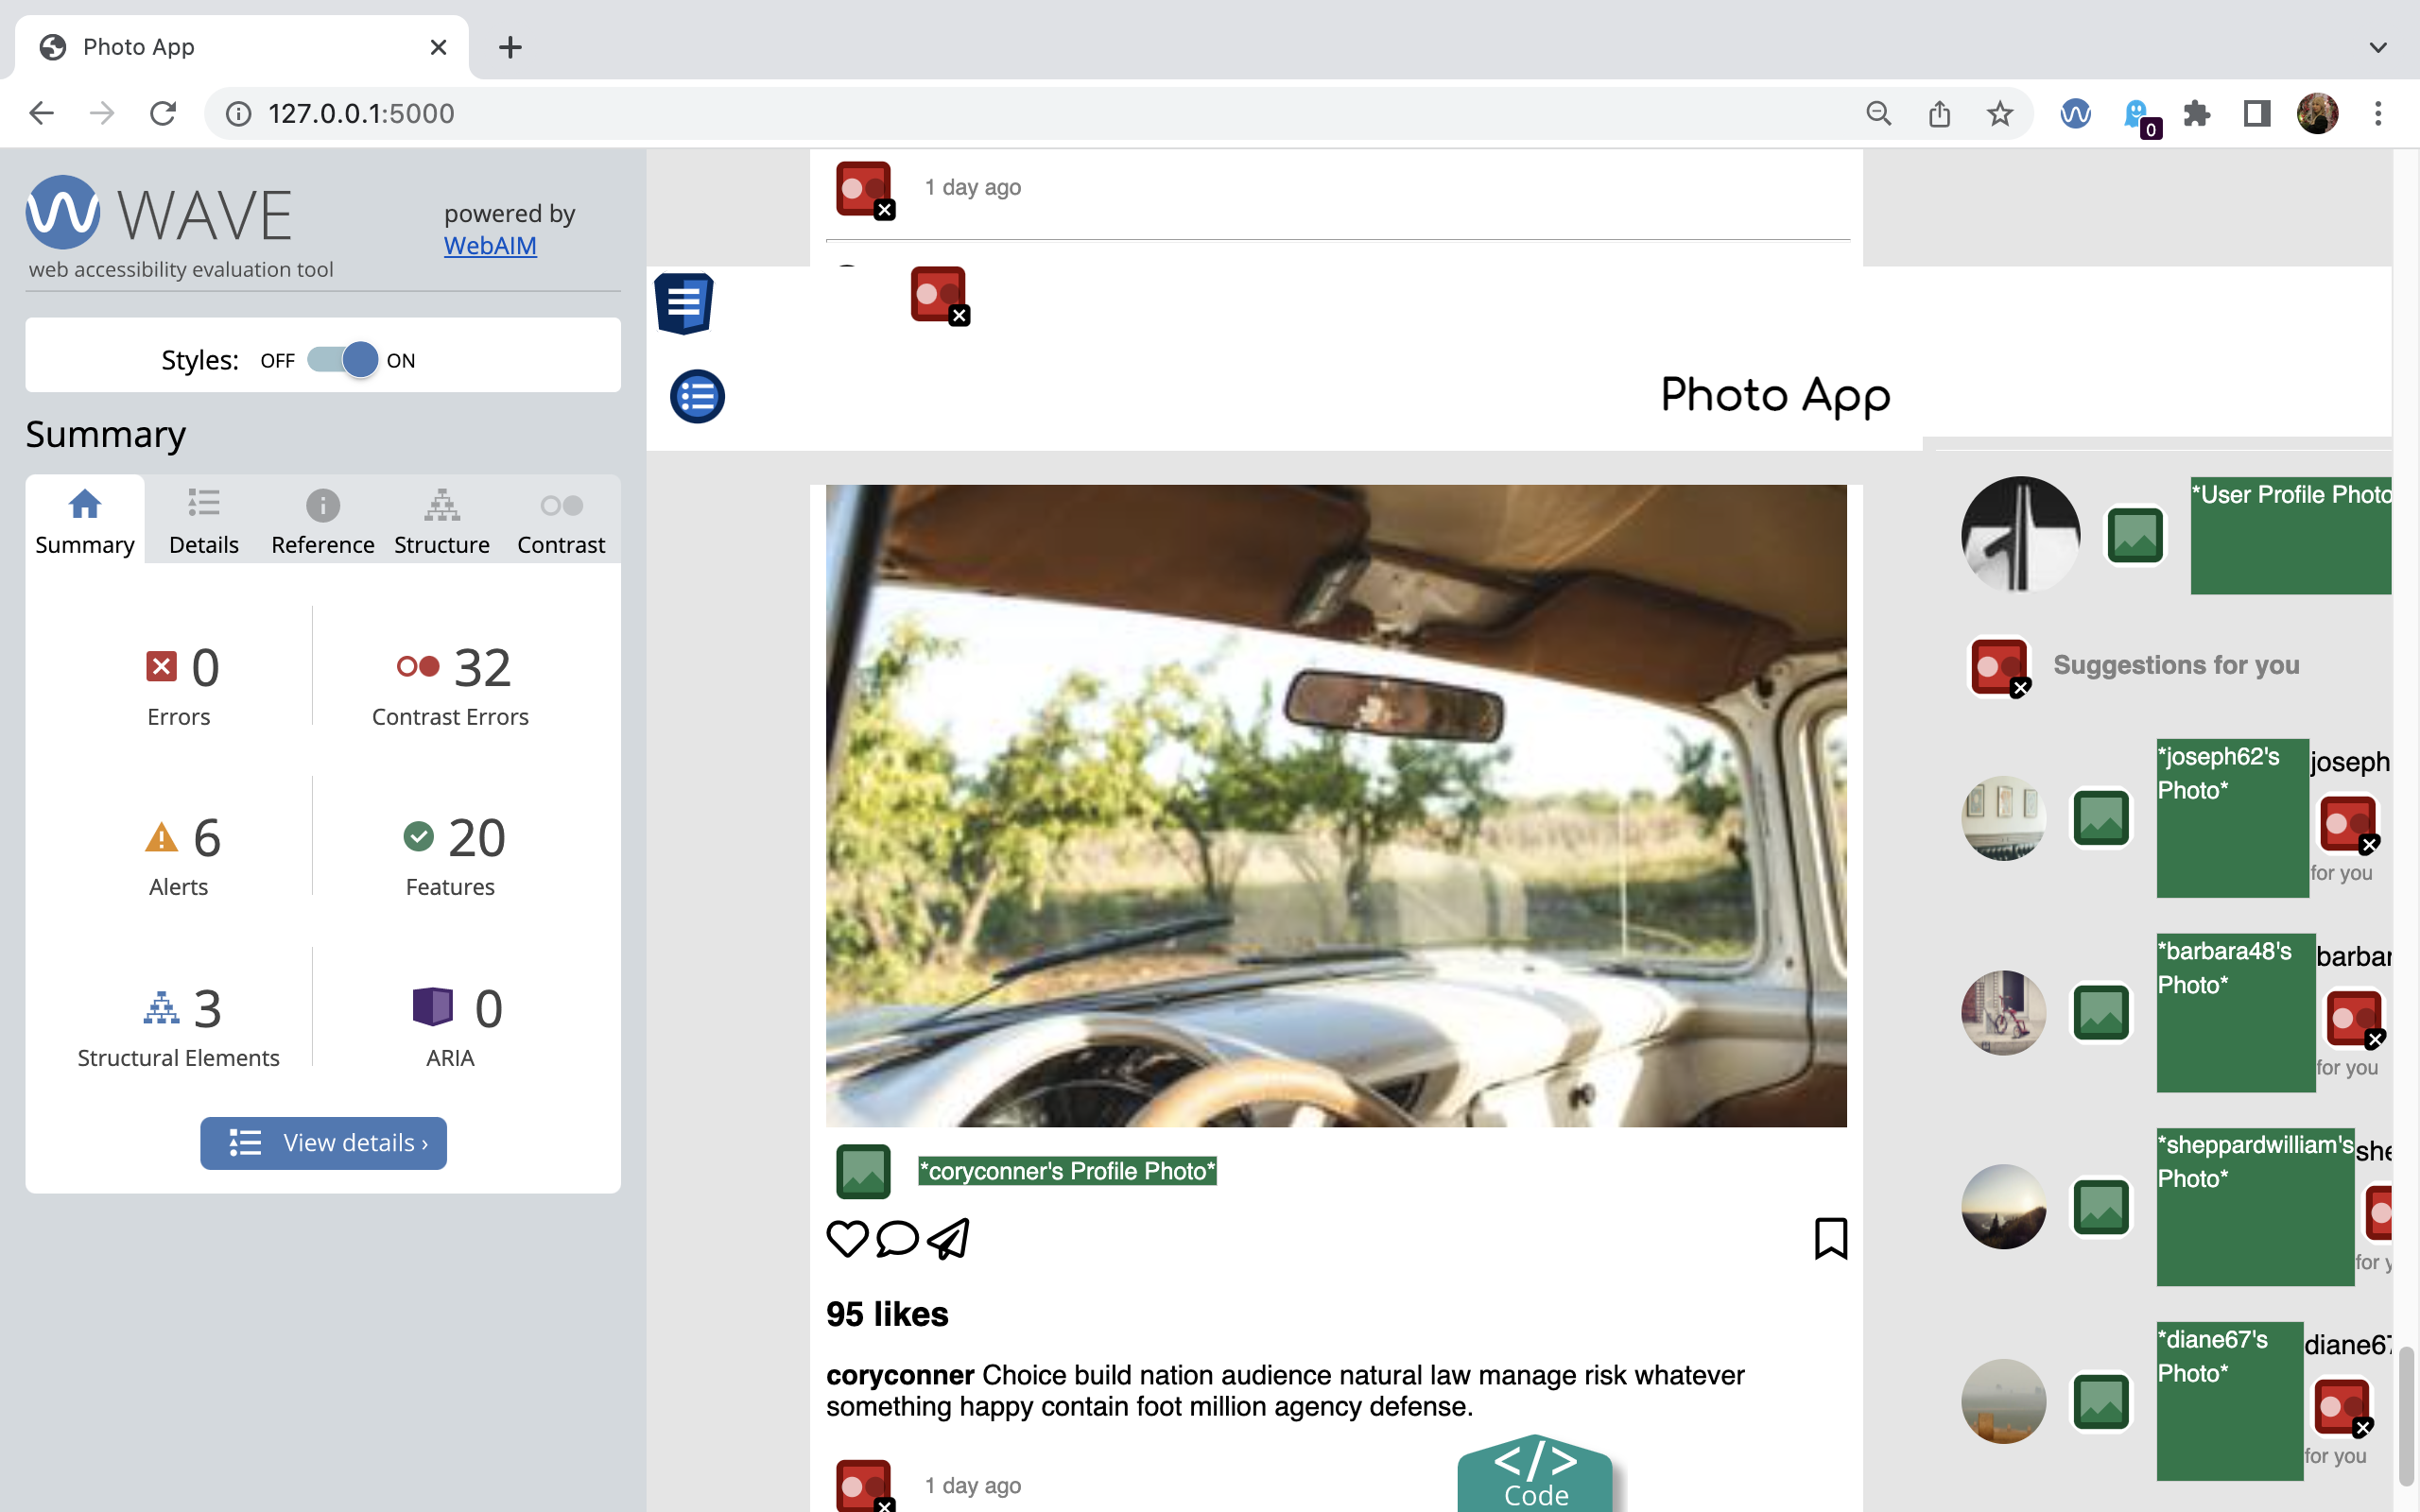 Photo App
127.0.0.1:5000
0
WAVE
web accessibility evaluation tool
powered by
WebAIM
Styles: OFF ON
Summary
Summary Details Reference Structure Contrast
0 Errors
32 Contrast Errors
6 Alerts
20 Features
3 Structural Elements
0 ARIA
View details ›
1 day ago
Photo App
*coryconner's Profile Photo*
95 likes
coryconner Choice build nation audience natural law manage risk whatever
something happy contain foot million agency defense.
1 day ago
</>
Code
*User Profile Photo
Suggestions for you
*joseph62's
Photo*
joseph
for you
*barbara48's
Photo*
barbar
for you
*sheppardwilliam's
Photo*
she
for y
*diane67's
Photo*
diane67
for you